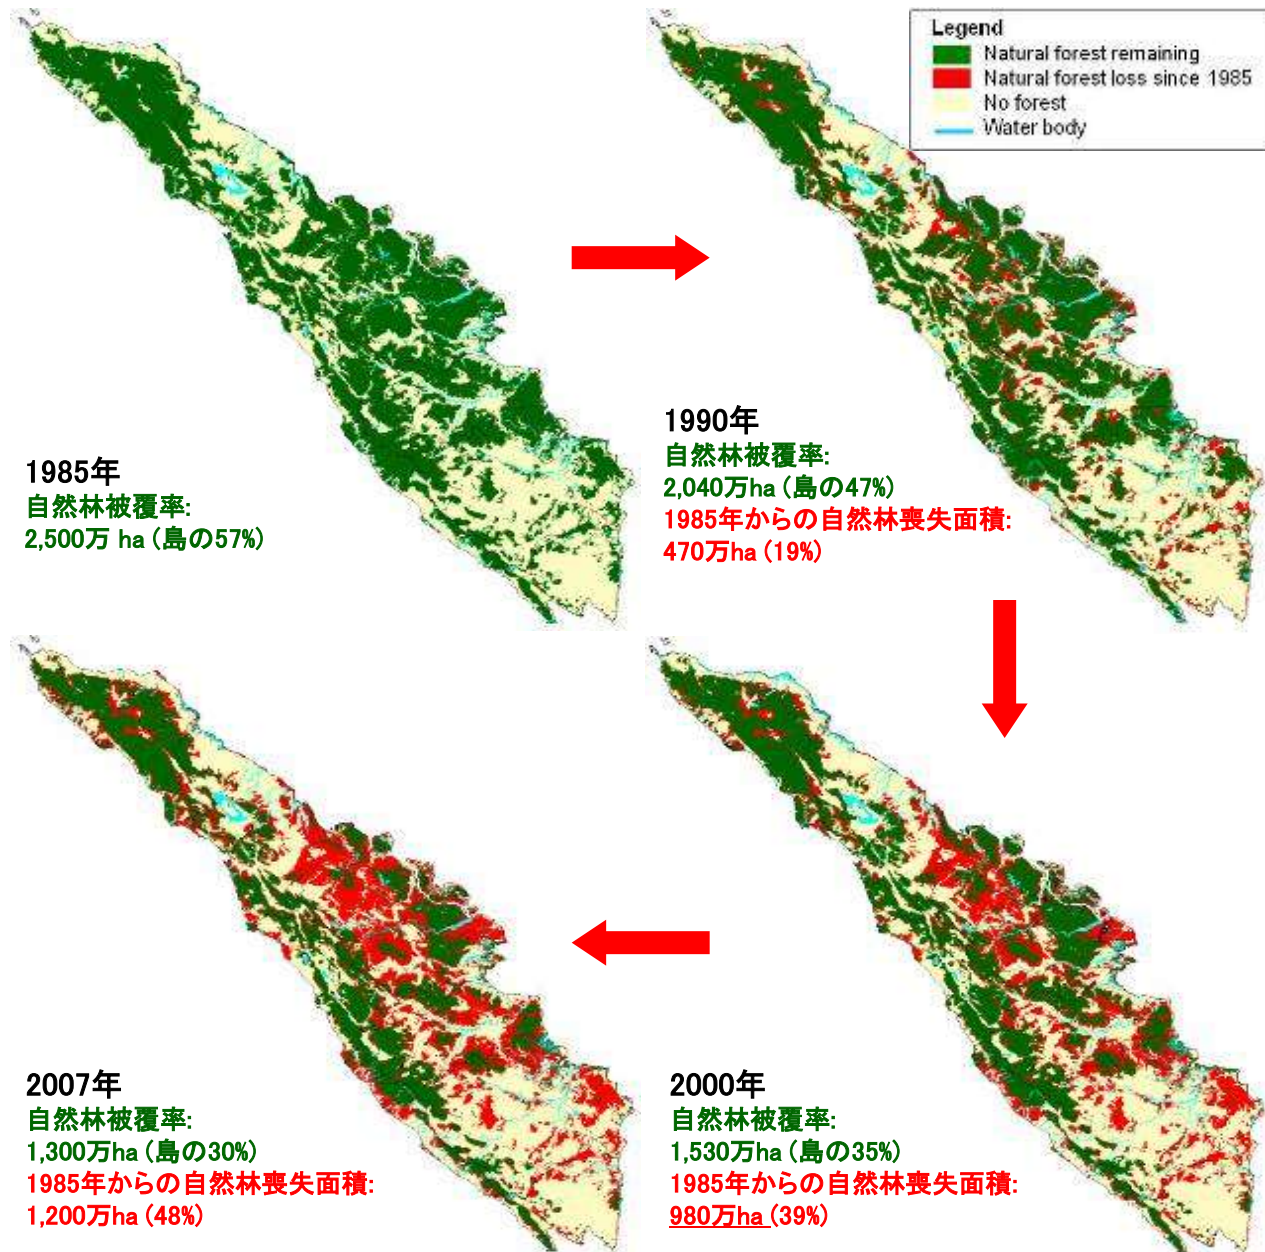 Legend
Natural forest remaining
Natural forest loss since 1985
No forest
Water body
1985年
自然林被覆率:
2,500万 ha (島の57%)
1990年
自然林被覆率:
2,040万ha (島の47%)
1985年からの自然林喪失面積:
470万ha (19%)
2007年
自然林被覆率:
1,300万ha (島の30%)
1985年からの自然林喪失面積:
1,200万ha (48%)
2000年
自然林被覆率:
1,530万ha (島の35%)
1985年からの自然林喪失面積:
980万ha (39%)